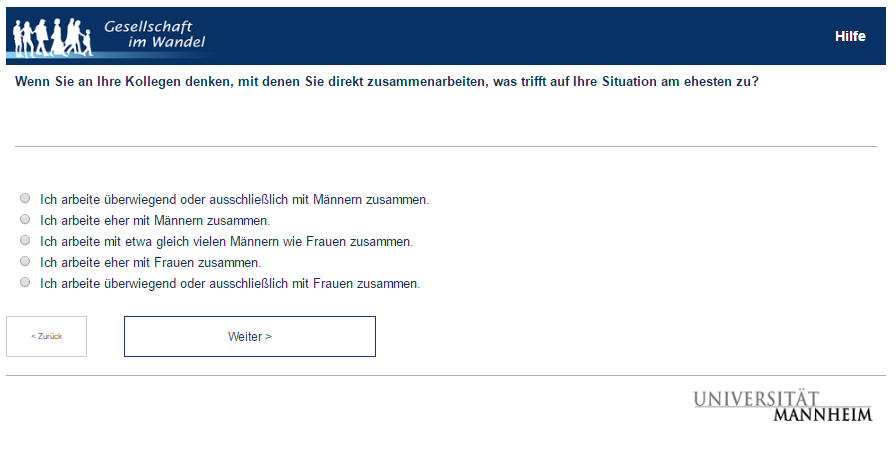 Gesellschaft
im Wandel
Hilfe
Wenn Sie an Ihre Kollegen denken, mit denen Sie direkt zusammenarbeiten, was trifft auf Ihre Situation am ehesten zu?
Ich arbeite überwiegend oder ausschließlich mit Männern zusammen.
Ich arbeite eher mit Männern zusammen.
Ich arbeite mit etwa gleich vielen Männern wie Frauen zusammen.
Ich arbeite eher mit Frauen zusammen.
Ich arbeite überwiegend oder ausschließlich mit Frauen zusammen.
< Zurück
Weiter >
UNIVERSITÄT
MANNHEIM